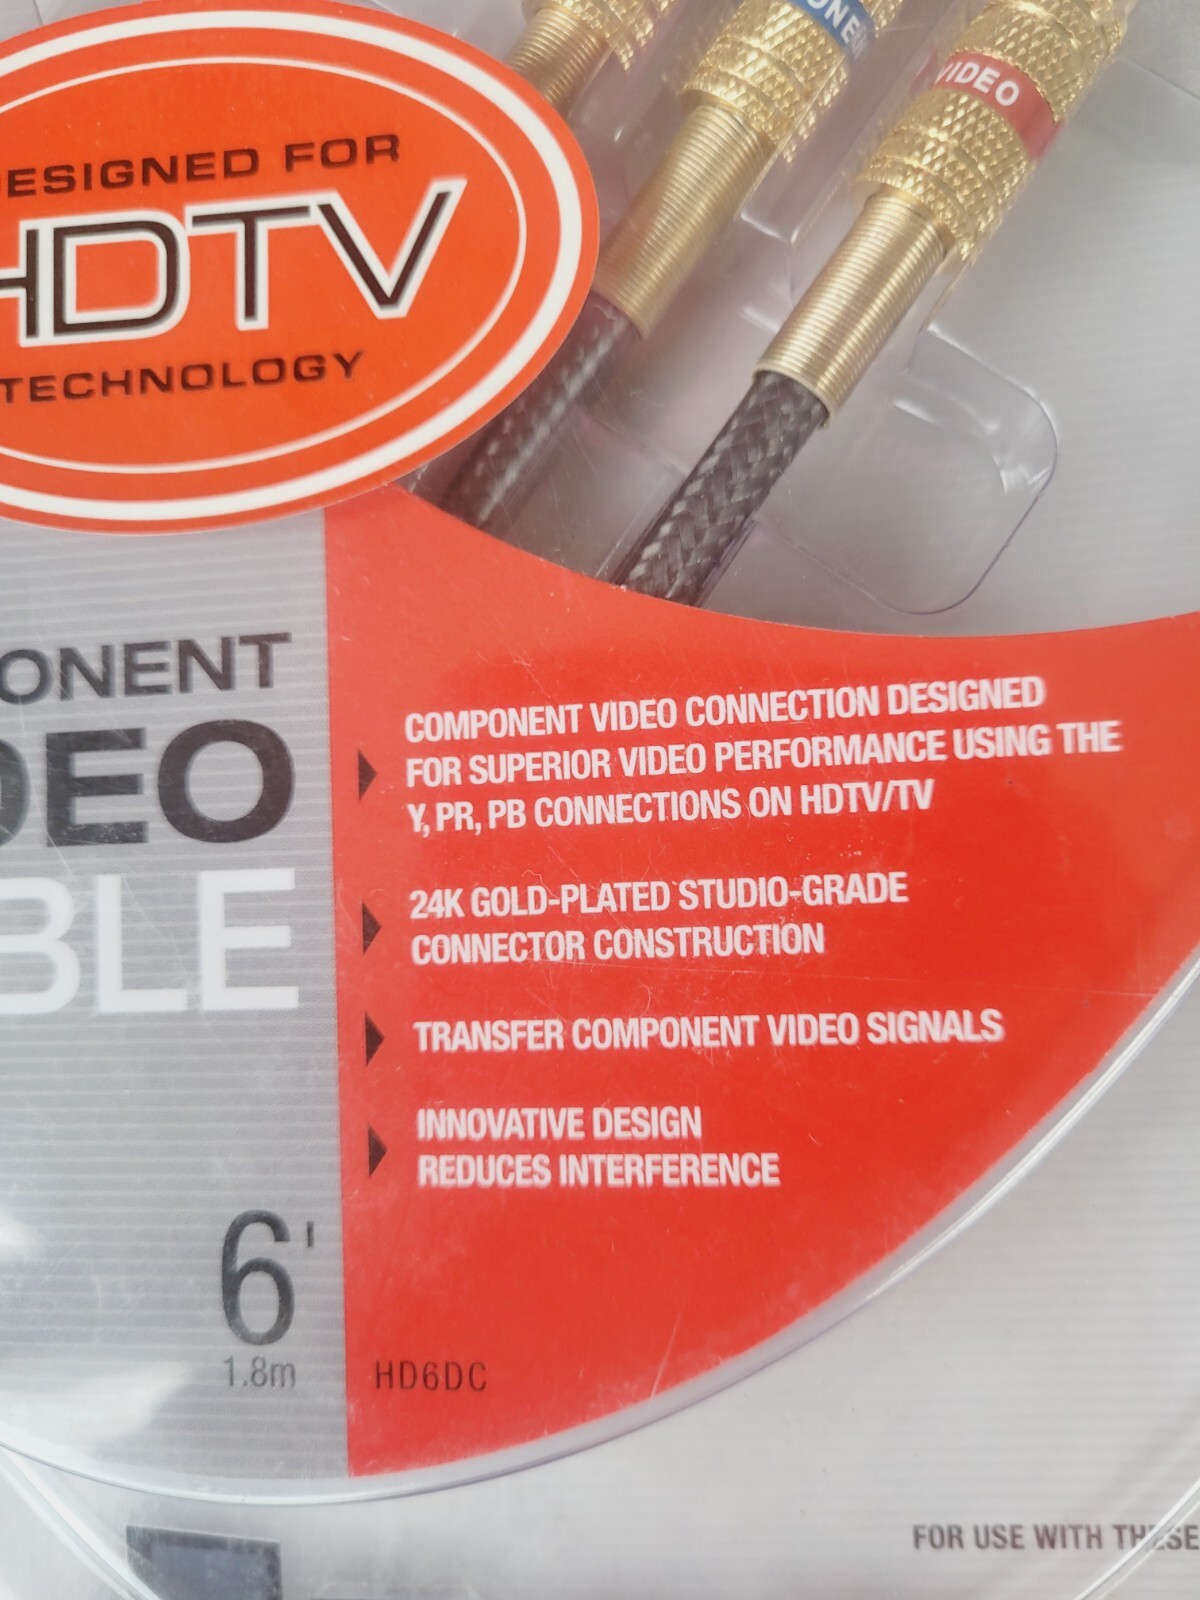 VIDEO
DESIGNED FOR
HDTV
TECHNOLOGY
ONENT
DEO
BLE
COMPONENT VIDEO CONNECTION DESIGNED
FOR SUPERIOR VIDEO PERFORMANCE USING THE
Y, PR, PB CONNECTIONS ON HDTV/TV
24K GOLD-PLATED STUDIO-GRADE
CONNECTOR CONSTRUCTION
TRANSFER COMPONENT VIDEO SIGNALS
INNOVATIVE DESIGN
REDUCES INTERFERENCE
6'
1.8m
HD6DC
FOR USE WITH THESE